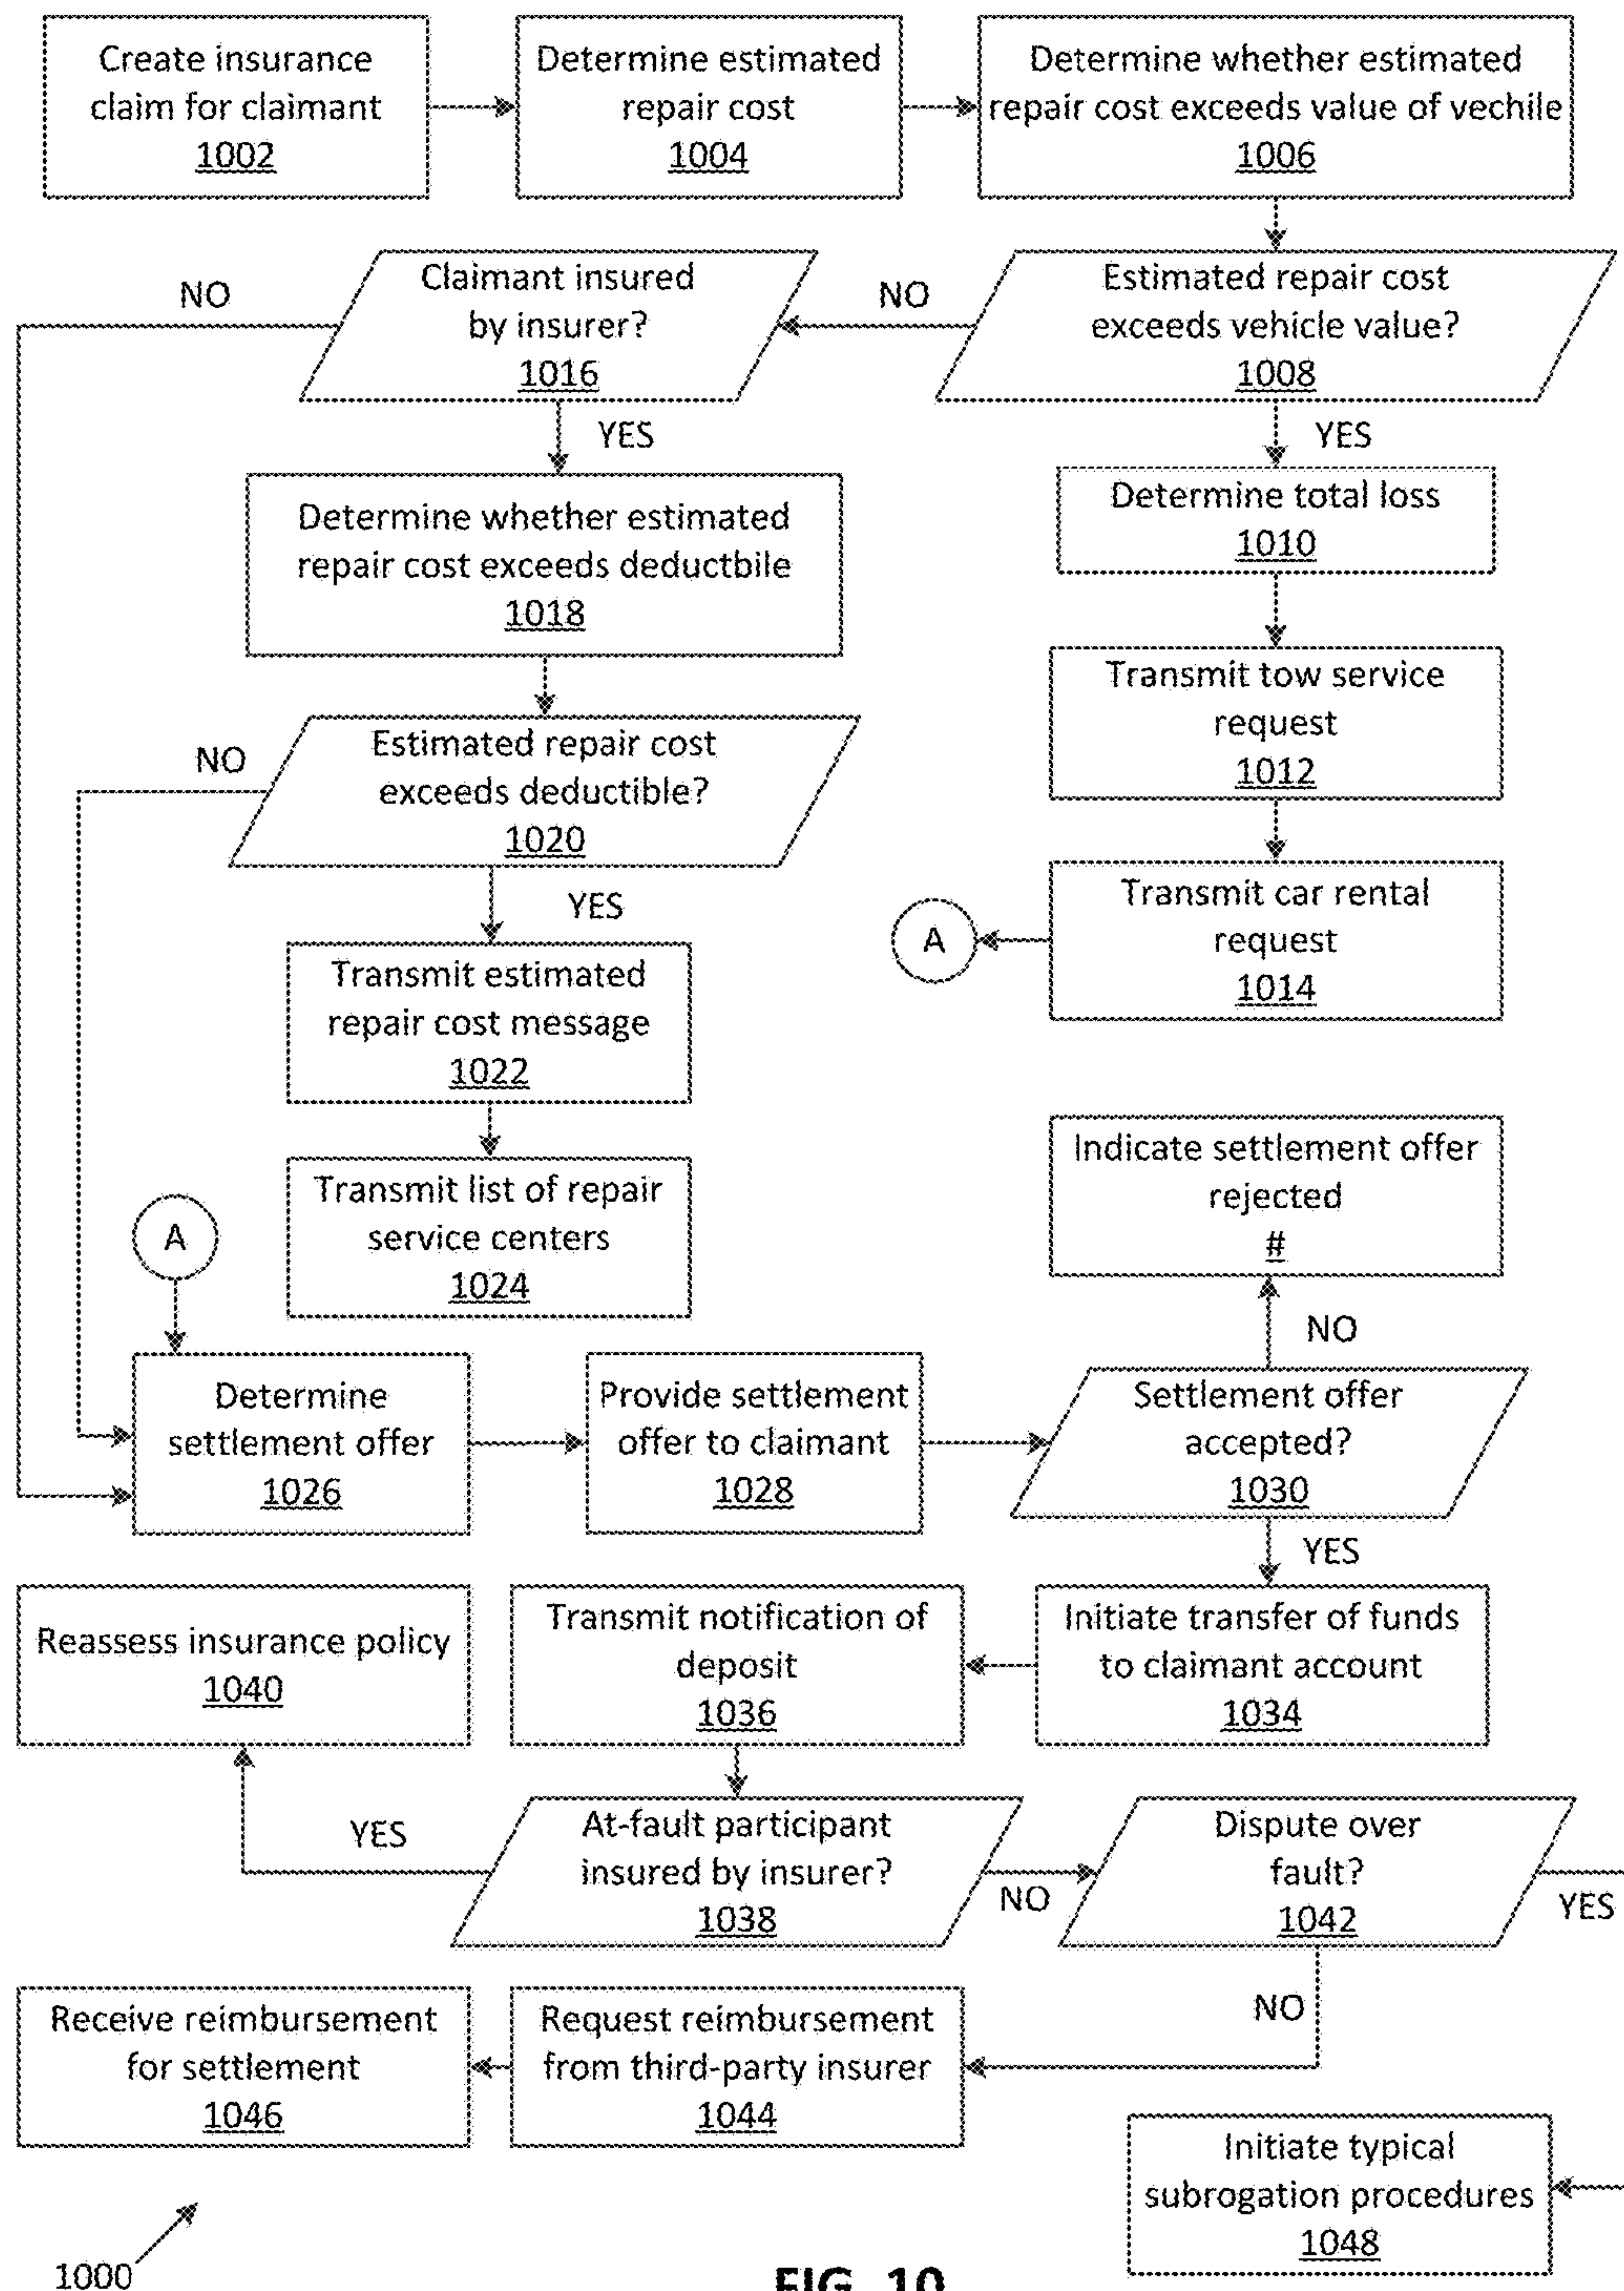 Create insurance
claim for claimant
1002
Determine estimated
repair cost
1004
Determine whether estimated
repair cost exceeds value of vechile
1006
NO
Claimant insured
by insurer?
1016
NO
Estimated repair cost
exceeds vehicle value?
1008
YES
YES
Determine whether estimated
repair cost exceeds deductbile
1018
Determine total loss
1010
Transmit tow service
request
1012
NO
Estimated repair cost
exceeds deductible?
1020
YES
Transmit car rental
request
1014
A
Transmit estimated
repair cost message
1022
Transmit list of repair
service centers
1024
Indicate settlement offer
rejected
#
A
NO
Determine
settlement offer
1026
Provide settlement
offer to claimant
1028
Settlement offer
accepted?
1030
YES
Reassess insurance policy
1040
Transmit notification of
deposit
1036
Initiate transfer of funds
to claimant account
1034
YES
At-fault participant
insured by insurer?
1038
NO
Dispute over
fault?
1042
YES
NO
Receive reimbursement
for settlement
1046
Request reimbursement
from third-party insurer
1044
Initiate typical
subrogation procedures
1048
1000
FIG. 10